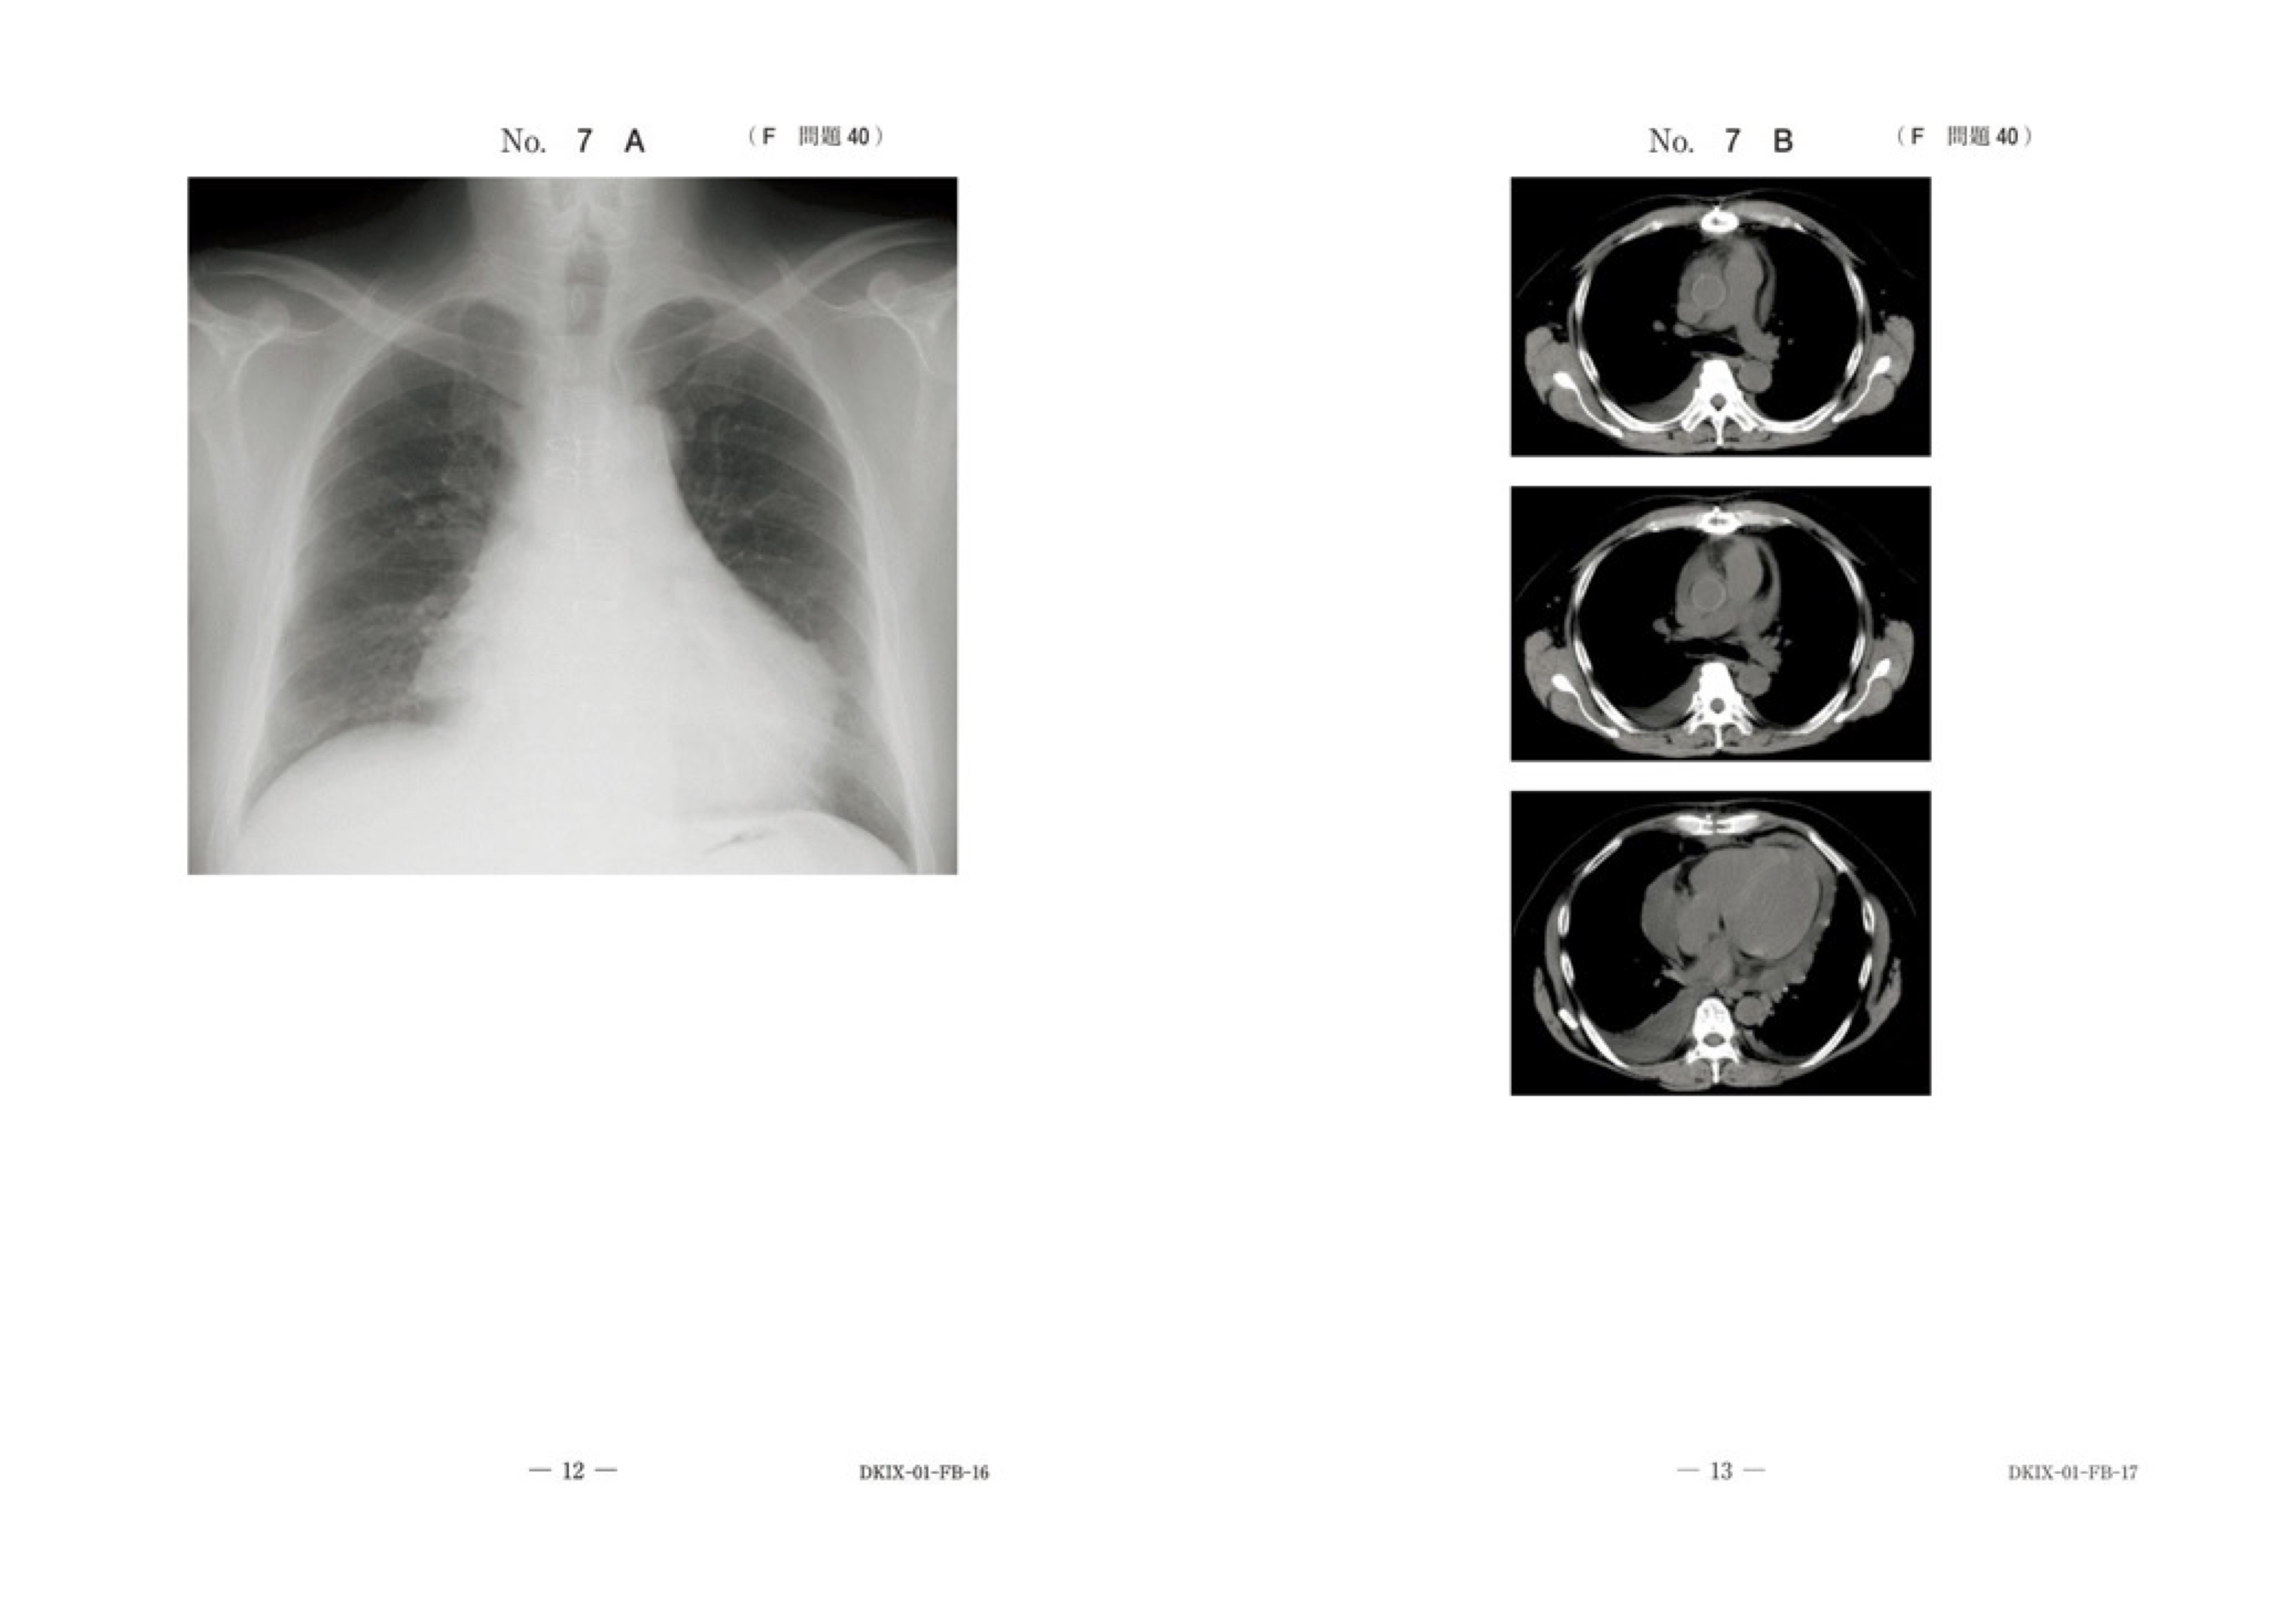 No. 7 A （F 問題 40）
— 12 —
DKIX-01-FB-16
No. 7 B （F 問題 40）
— 13 —
DKIX-01-FB-17